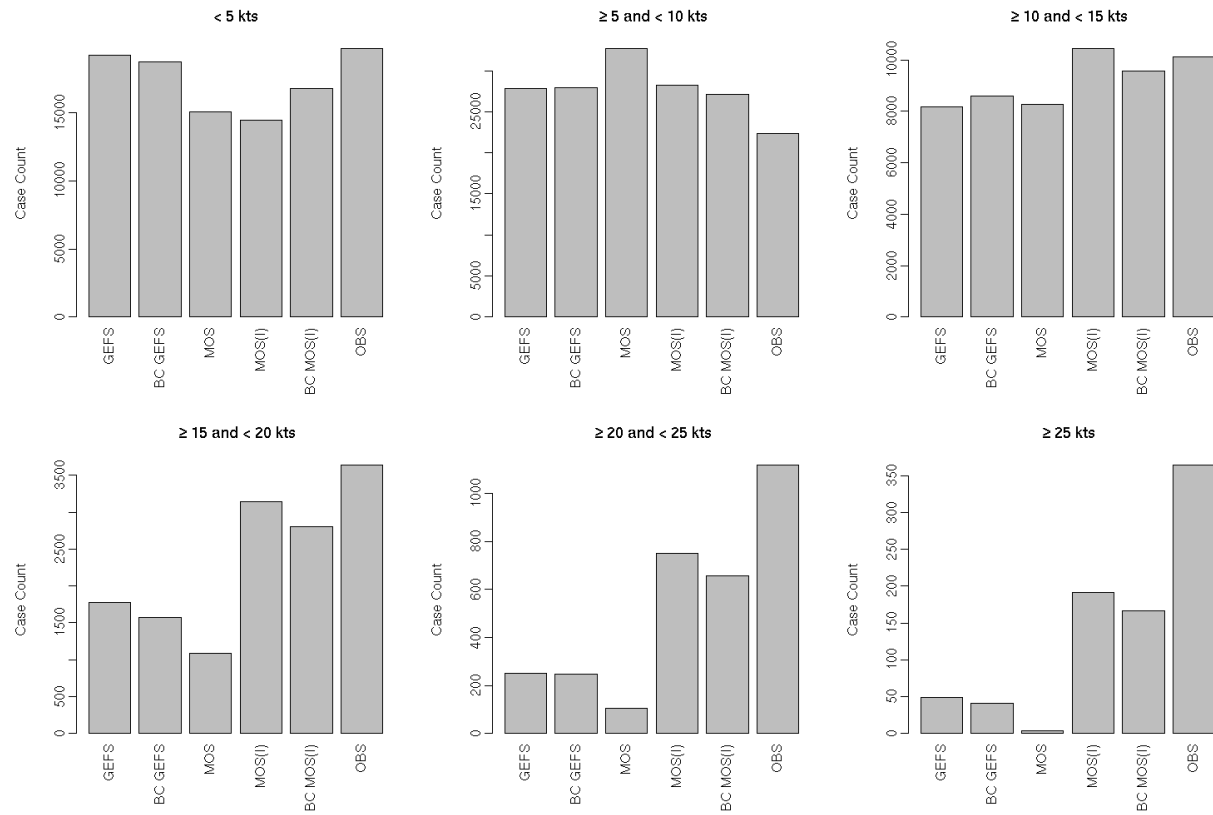 < 5 kts
Case Count
15000
10000
5000
0
GEFS
BC GEFS
MOS
MOS(I)
BC MOS(I)
OBS
≥ 5 and < 10 kts
Case Count
25000
15000
5000
0
GEFS
BC GEFS
MOS
MOS(I)
BC MOS(I)
OBS
≥ 10 and < 15 kts
Case Count
10000
8000
6000
4000
2000
0
GEFS
BC GEFS
MOS
MOS(I)
BC MOS(I)
OBS
≥ 15 and < 20 kts
Case Count
3500
2500
1500
500
0
GEFS
BC GEFS
MOS
MOS(I)
BC MOS(I)
OBS
≥ 20 and < 25 kts
Case Count
1000
800
600
400
200
0
GEFS
BC GEFS
MOS
MOS(I)
BC MOS(I)
OBS
≥ 25 kts
Case Count
350
300
250
200
150
100
50
0
GEFS
BC GEFS
MOS
MOS(I)
BC MOS(I)
OBS